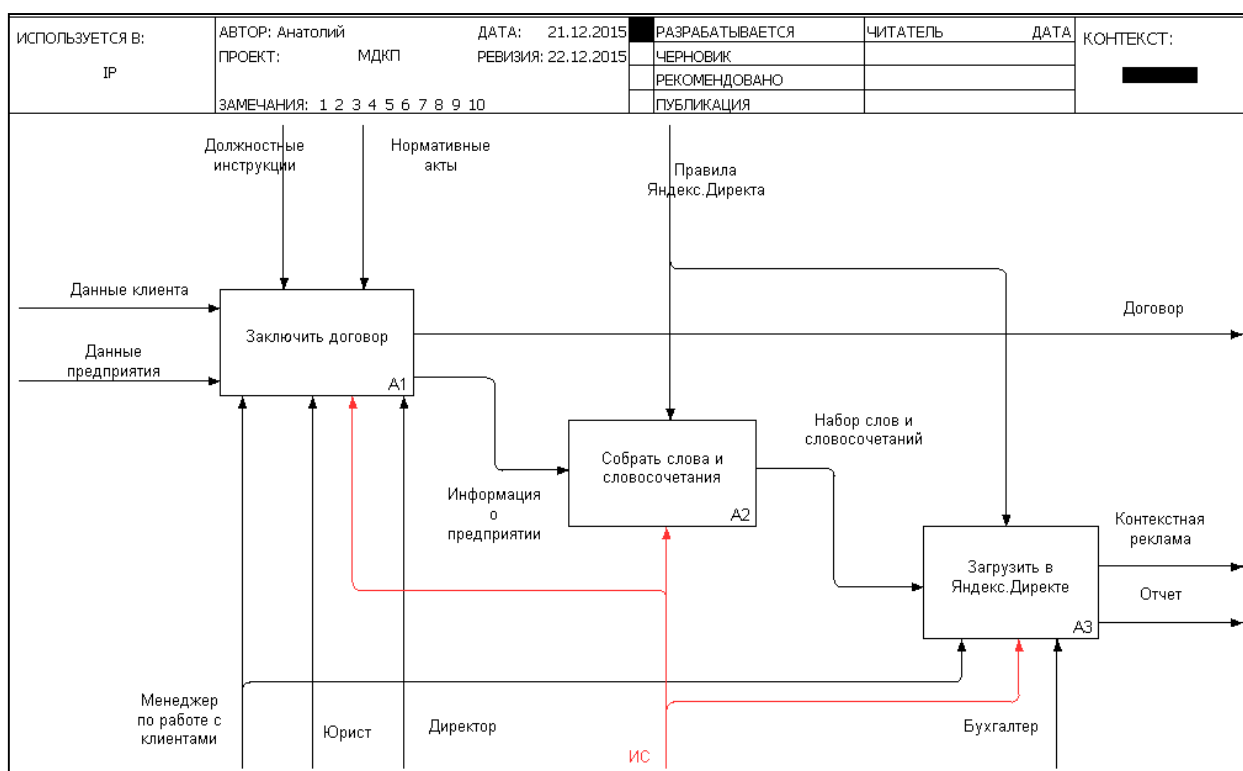 ИСПОЛЬЗУЕТСЯ В:
IP
АВТОР: Анатолий
ДАТА: 21.12.2015
ПРОЕКТ: МДКП
РЕВИЗИЯ: 22.12.2015
ЗАМЕЧАНИЯ: 1 2 3 4 5 6 7 8 9 10
РАЗРАБАТЫВАЕТСЯ
ЧЕРНОВИК
РЕКОМЕНДОВАНО
ПУБЛИКАЦИЯ
ЧИТАТЕЛЬ ДАТА
КОНТЕКСТ:
Должностные
инструкции
Нормативные
акты
Правила
Яндекс.Директа
Данные клиента
Данные
предприятия
Заключить договор
A1
Договор
Информация
о
предприятии
Собрать слова и
словосочетания
A2
Набор слов и
словосочетаний
Загрузить в
Яндекс.Директе
A3
Контекстная
реклама
Отчет
Менеджер
по работе с
клиентами
Юрист
Директор
ИС
Бухгалтер